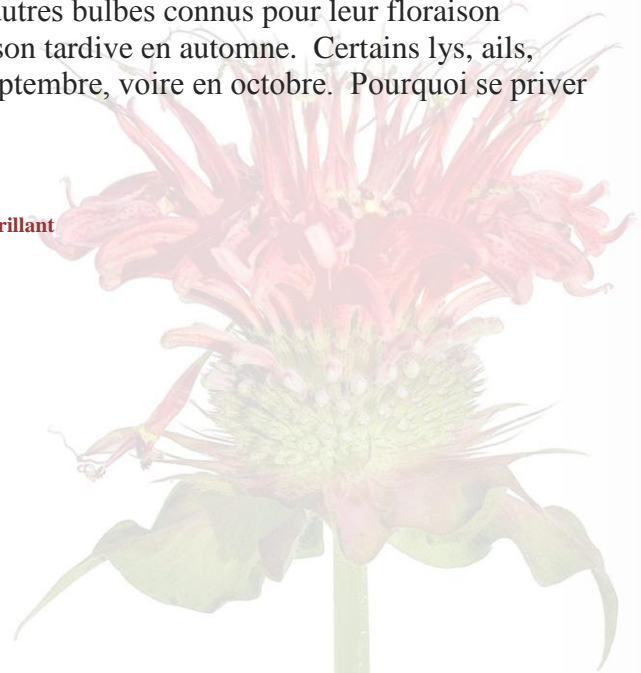 autres bulbes connus pour leur floraison
son tardive en automne. Certains lys, ails,
ptembre, voire en octobre. Pourquoi se priver
rillant